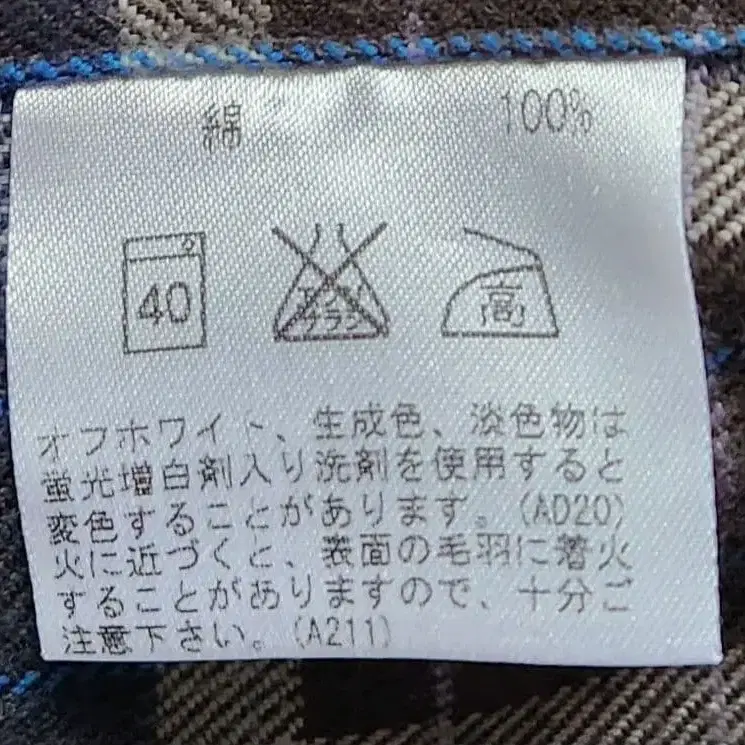 綿 100%
40 エンソサラシ 高
オフホワイト、生成色、淡色物は
蛍光増白剤入り洗剤を使用すると
変色することがあります。(AD20)
火に近づくと、表面の毛羽に着火
することがありますので、十分ご
注意下さい。(A211)